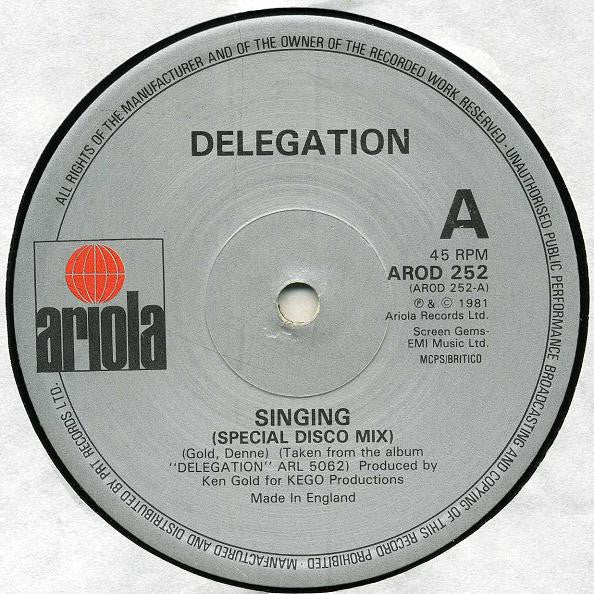 ALL RIGHTS OF THE MANUFACTURER AND OF THE OWNER OF THE RECORDED WORK RESERVED · UNAUTHORISED PUBLIC PERFORMANCE BROADCASTING AND COPYING OF THIS RECORD PROHIBITED · MANUFACTURED AND DISTRIBUTED BY PRT RECORDS LTD ·
DELEGATION
A
45 RPM
AROD 252
(AROD 252-A)
℗ & © 1981
Ariola Records Ltd.
Screen Gems-
EMI Music Ltd.
MCPS/BRITICO
ariola
SINGING
(SPECIAL DISCO MIX)
(Gold, Denne) (Taken from the album
"DELEGATION" ARL 5062) Produced by
Ken Gold for KEGO Productions
Made In England